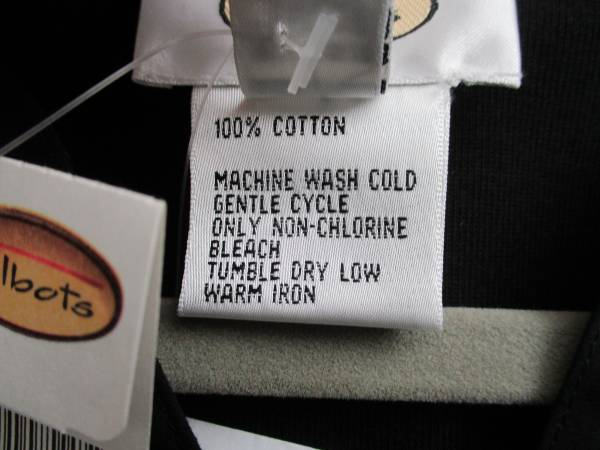 100% COTTON
MACHINE WASH COLD
GENTLE CYCLE
ONLY NON-CHLORINE
BLEACH
TUMBLE DRY LOW
WARM IRON
lbots